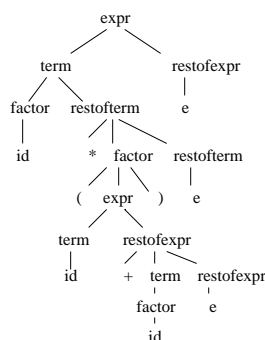 expr
term restofexpr
factor restofterm e
id * factor restofterm
( expr ) e
term restofexpr
id + term restofexpr
factor e
id